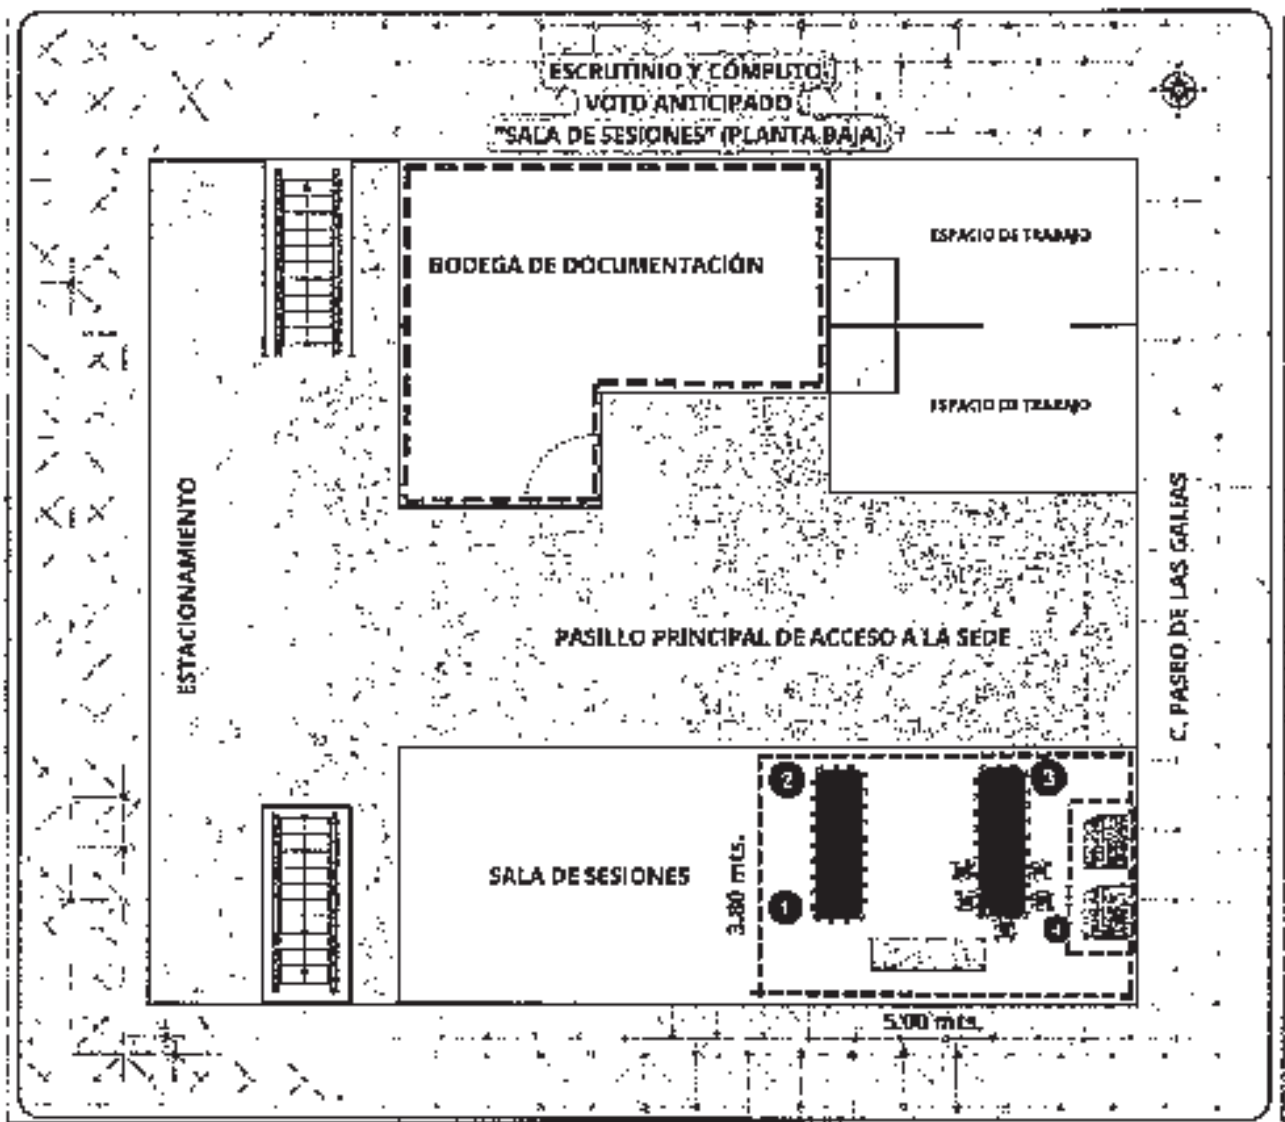 ESCRUTINIO Y CÓMPUTO
VOTO ANTICIPADO
"SALA DE SESIONES" (PLANTA BAJA)
ESPACIO DE TRABAJO
BODEGA DE DOCUMENTACIÓN
ESPACIO DE TRABAJO
ESTACIONAMIENTO
C. PASEO DE LAS GALIAS
PASILLO PRINCIPAL DE ACCESO A LA SEDE
2
3
SALA DE SESIONES
3.80 mts.
1
4
5.00 mts.